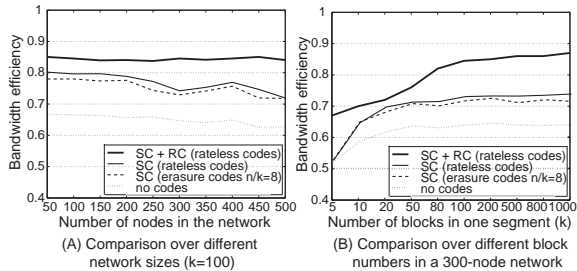 Bandwidth efficiency
1
0.9
0.8
0.7
0.6
0.5
0.4
SC + RC (rateless codes)
SC (rateless codes)
SC (erasure codes n/k=8)
no codes
50 100 150 200 250 300 350 400 450 500
Number of nodes in the network
(A) Comparison over different
network sizes (k=100)
Bandwidth efficiency
1
0.9
0.8
0.7
0.6
0.5
0.4
SC + RC (rateless codes)
SC (rateless codes)
SC (erasure codes n/k=8)
no codes
5 10 20 50 80 100 200 500 800 1000
Number of blocks in one segment (k)
(B) Comparison over different block
numbers in a 300-node network